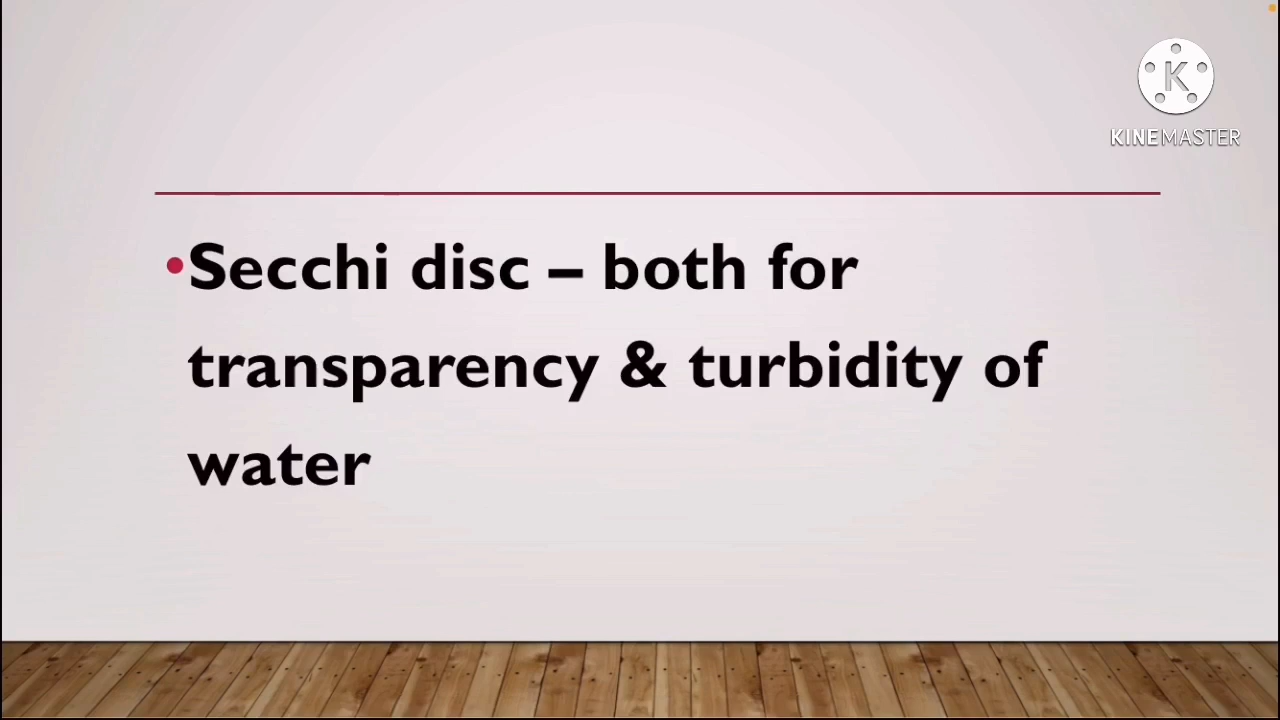 K
KINEMASTER
•Secchi disc – both for
transparency & turbidity of
water